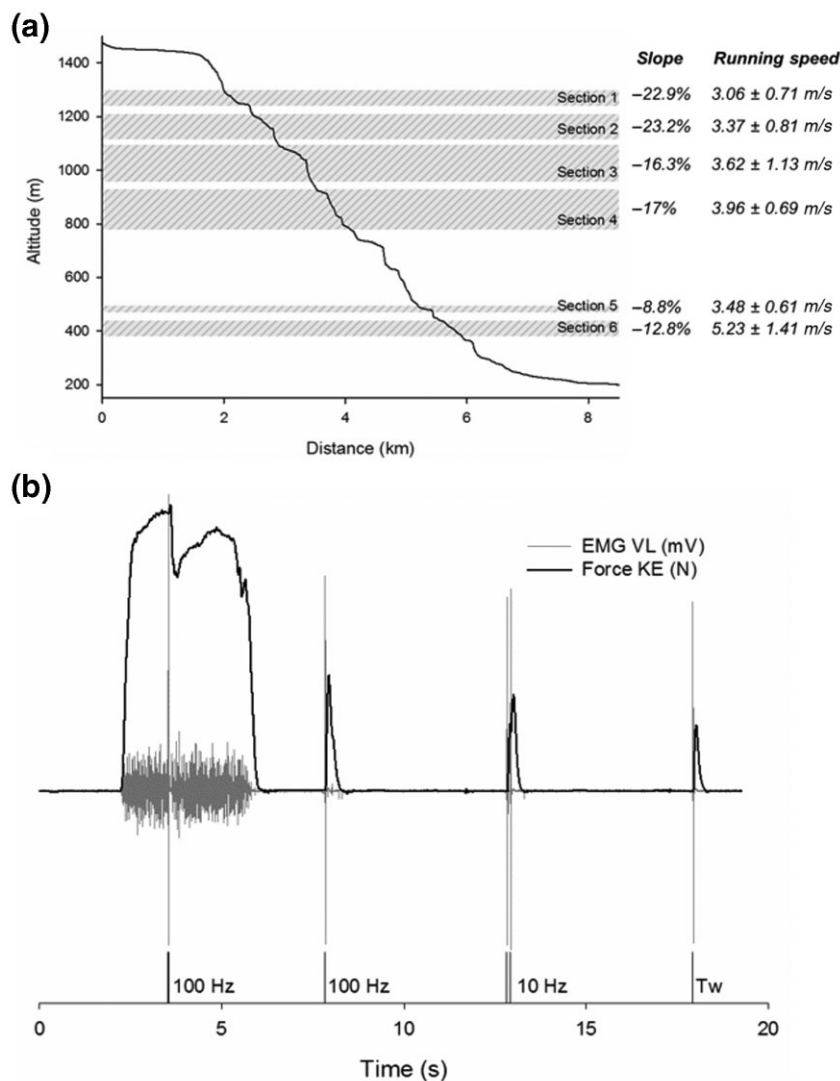 (a)
Slope Running speed
1400
Section 1 –22.9% 3.06 ± 0.71 m/s
1200
Section 2 –23.2% 3.37 ± 0.81 m/s
1000
Section 3 –16.3% 3.62 ± 1.13 m/s
Altitude (m)
800
Section 4 –17% 3.96 ± 0.69 m/s
600
Section 5 –8.8% 3.48 ± 0.61 m/s
400
Section 6 –12.8% 5.23 ± 1.41 m/s
200
0 2 4 6 8
Distance (km)
(b)
EMG VL (mV)
Force KE (N)
100 Hz 100 Hz 10 Hz Tw
0 5 10 15 20
Time (s)